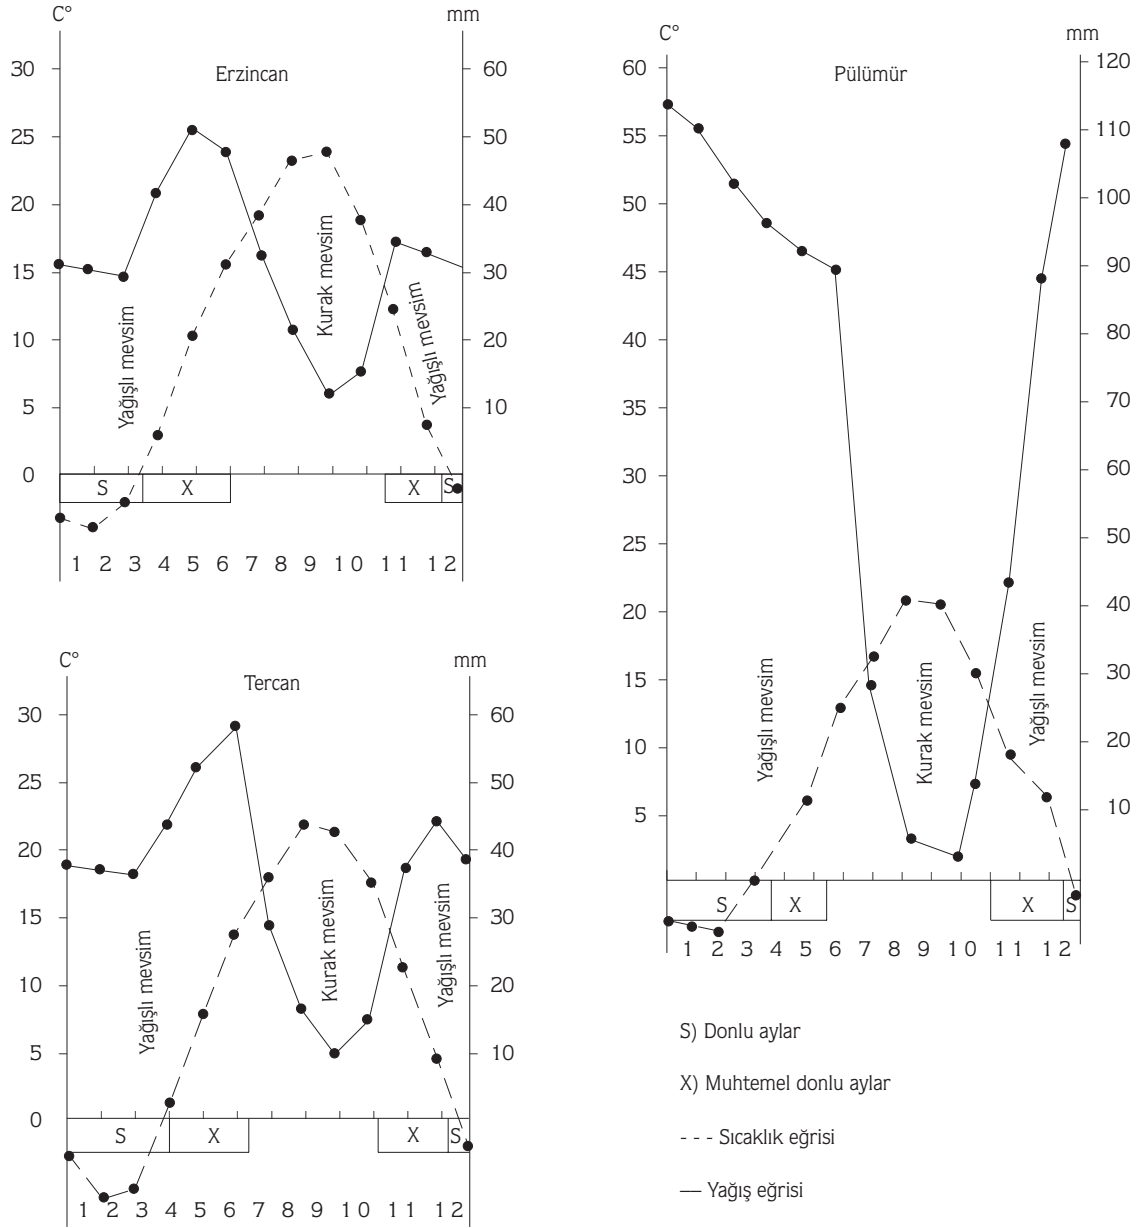 C° mm
Erzincan
30 60
25 50
20 40
15 30
10 20
5 10
0
Yağışlı mevsim
Kurak mevsim
Yağışlı mevsim
S X X S
1 2 3 4 5 6 7 8 9 10 11 12
C° mm
Tercan
30 60
25 50
20 40
15 30
10 20
5 10
0
Yağışlı mevsim
Kurak mevsim
Yağışlı mevsim
S X X S
1 2 3 4 5 6 7 8 9 10 11 12
C° mm
Pülümür
60 120
55 110
50 100
45 90
40 80
35 70
30 60
25 50
20 40
15 30
10 20
5 10
Yağışlı mevsim
Kurak mevsim
Yağışlı mevsim
S X X S
1 2 3 4 5 6 7 8 9 10 11 12
S) Donlu aylar
X) Muhtemel donlu aylar
- - - Sıcaklık eğrisi
— Yağış eğrisi